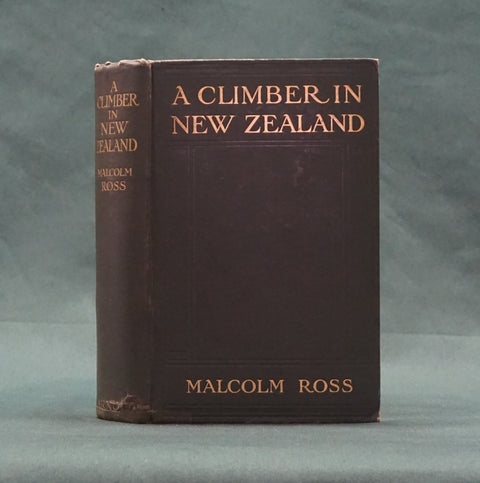 A
CLIMBER
IN
NEW
ZEALAND
MALCOLM
ROSS
A CLIMBER IN
NEW ZEALAND
MALCOLM ROSS